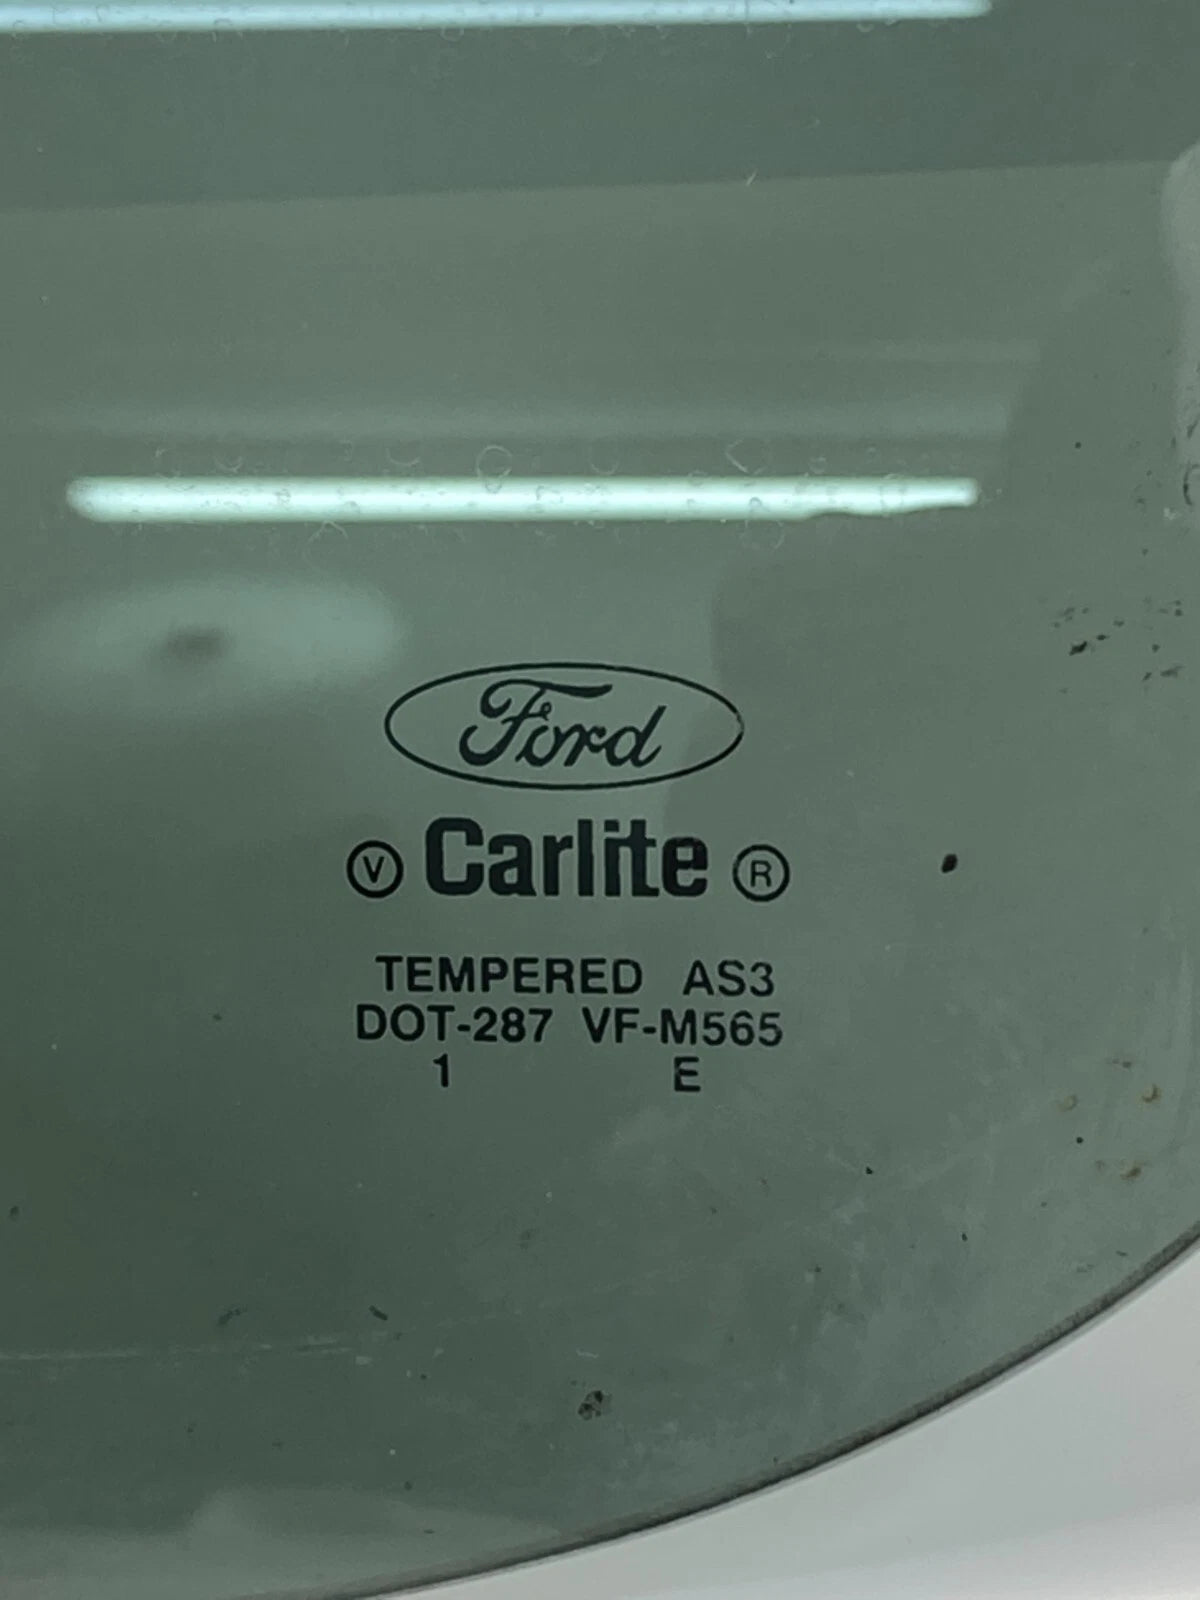 Ford
V Carlite R
TEMPERED AS3
DOT-287 VF-M565
1 E